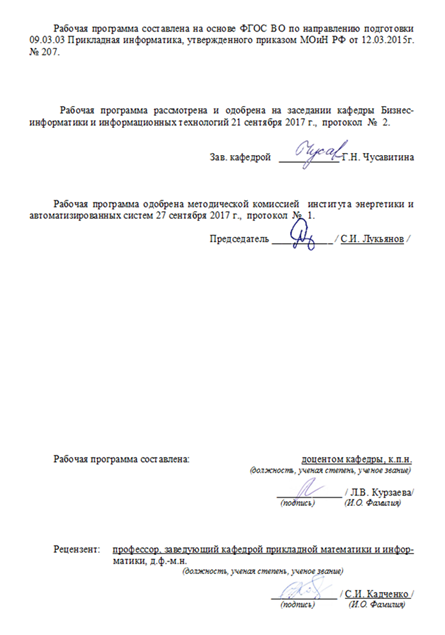 Рабочая программа составлена на основе ФГОС ВО по направлению подготовки
09.03.03 Прикладная информатика, утвержденного приказом МОиН РФ от 12.03.2015г.
№ 207.
Рабочая программа рассмотрена и одобрена на заседании кафедры Бизнес-
информатики и информационных технологий 21 сентября 2017 г., протокол № 2.
Зав. кафедрой ____________ Г.Н. Чусавитина
Рабочая программа одобрена методической комиссией института энергетики и
автоматизированных систем 27 сентября 2017 г., протокол № 1.
Председатель ____________ / С.И. Лукьянов /
Рабочая программа составлена: доцентом кафедры, к.п.н.
(должность, ученая степень, ученое звание)
____________ / Л.В. Курзаева/
(подпись) (И.О. Фамилия)
Рецензент: профессор, заведующий кафедрой прикладной математики и инфор-
матики, д.ф.-м.н.
(должность, ученая степень, ученое звание)
____________ / С.И. Кадченко /
(подпись) (И.О. Фамилия)